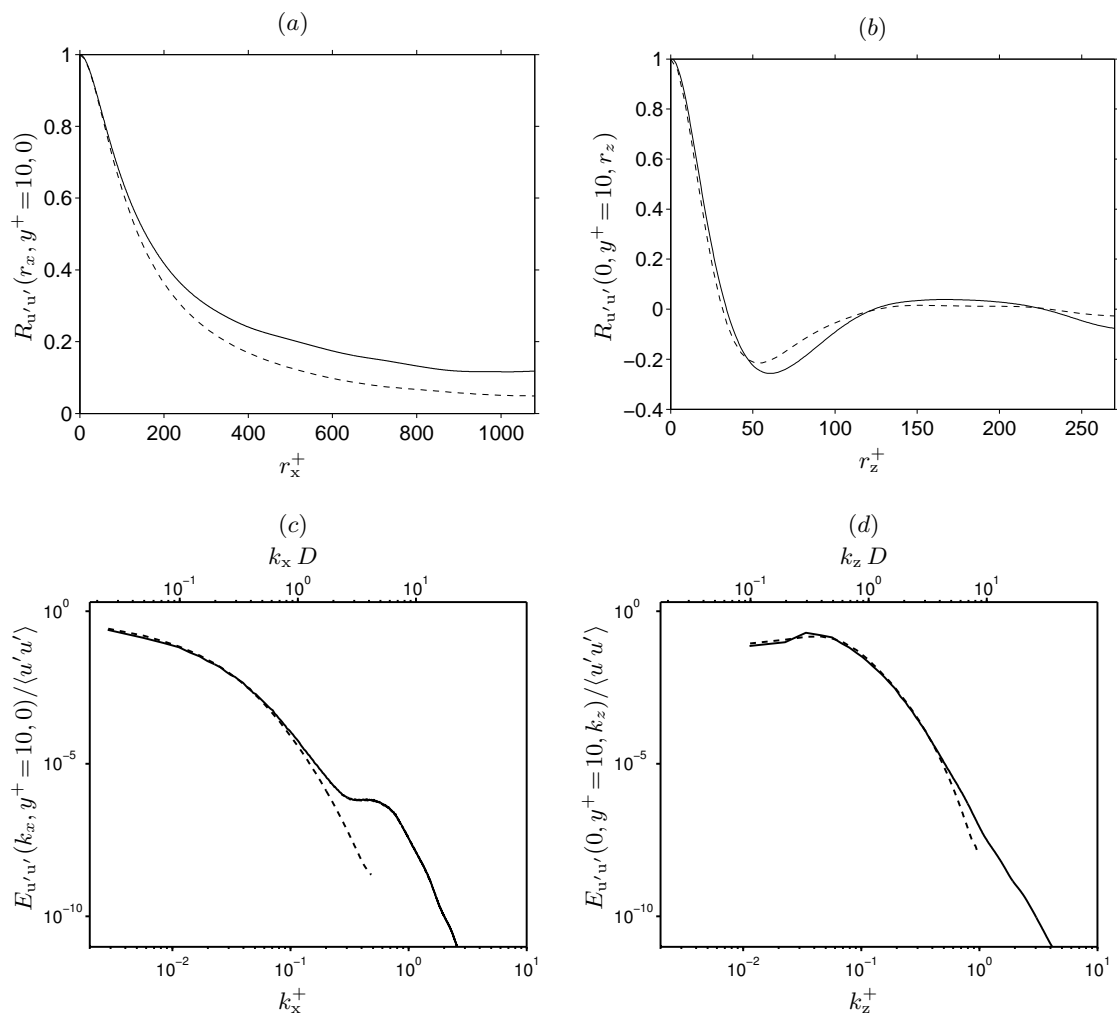 (a)
1
0.8
0.6
0.4
0.2
0
0 200 400 600 800 1000
r_x^+
R_{u'u'}(r_x, y^+ = 10, 0)
(b)
1
0.8
0.6
0.4
0.2
0
−0.2
−0.4
0 50 100 150 200 250
r_z^+
R_{u'u'}(0, y^+ = 10, r_z)
(c)
k_x D
10^{-1} 10^0 10^1
10^0
10^{-5}
10^{-10}
10^{-2} 10^{-1} 10^0 10^1
k_x^+
E_{u'u'}(k_x, y^+ = 10, 0)/⟨u'u'⟩
(d)
k_z D
10^{-1} 10^0 10^1
10^0
10^{-5}
10^{-10}
10^{-2} 10^{-1} 10^0 10^1
k_z^+
E_{u'u'}(0, y^+ = 10, k_z)/⟨u'u'⟩